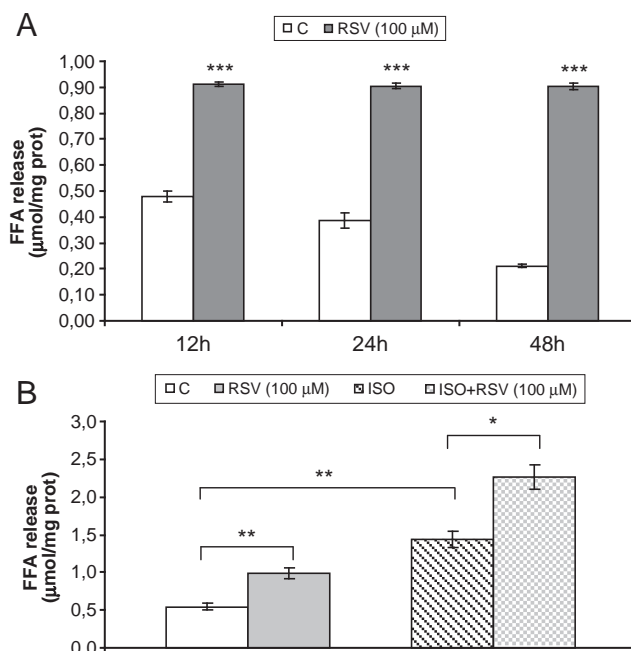 A
C RSV (100 μM)
FFA release
(μmol/mg prot)
1,00
0,90
0,80
0,70
0,60
0,50
0,40
0,30
0,20
0,10
0,00
*** *** ***
12h 24h 48h
B
C RSV (100 μM) ISO ISO+RSV (100 μM)
FFA release
(μmol/mg prot)
3,0
2,5
2,0
1,5
1,0
0,5
0,0
*
**
**